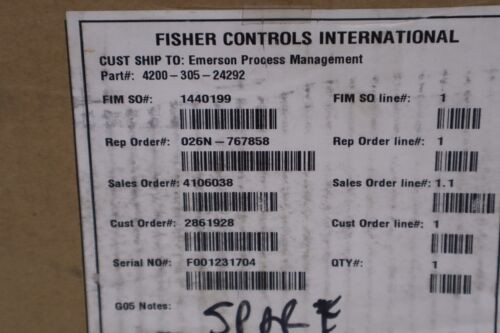 FISHER CONTROLS INTERNATIONAL
CUST SHIP TO: Emerson Process Management
Part#: 4200-305-24292
FIM SO#: 1440199 FIM SO line#: 1
Rep Order#: 026N-767858 Rep Order line#: 1
Sales Order#: 4106038 Sales Order line#: 1.1
Cust Order#: 2861928 Cust Order line#: 1
Serial NO#: F001231704 QTY#: 1
G05 Notes: SPARE